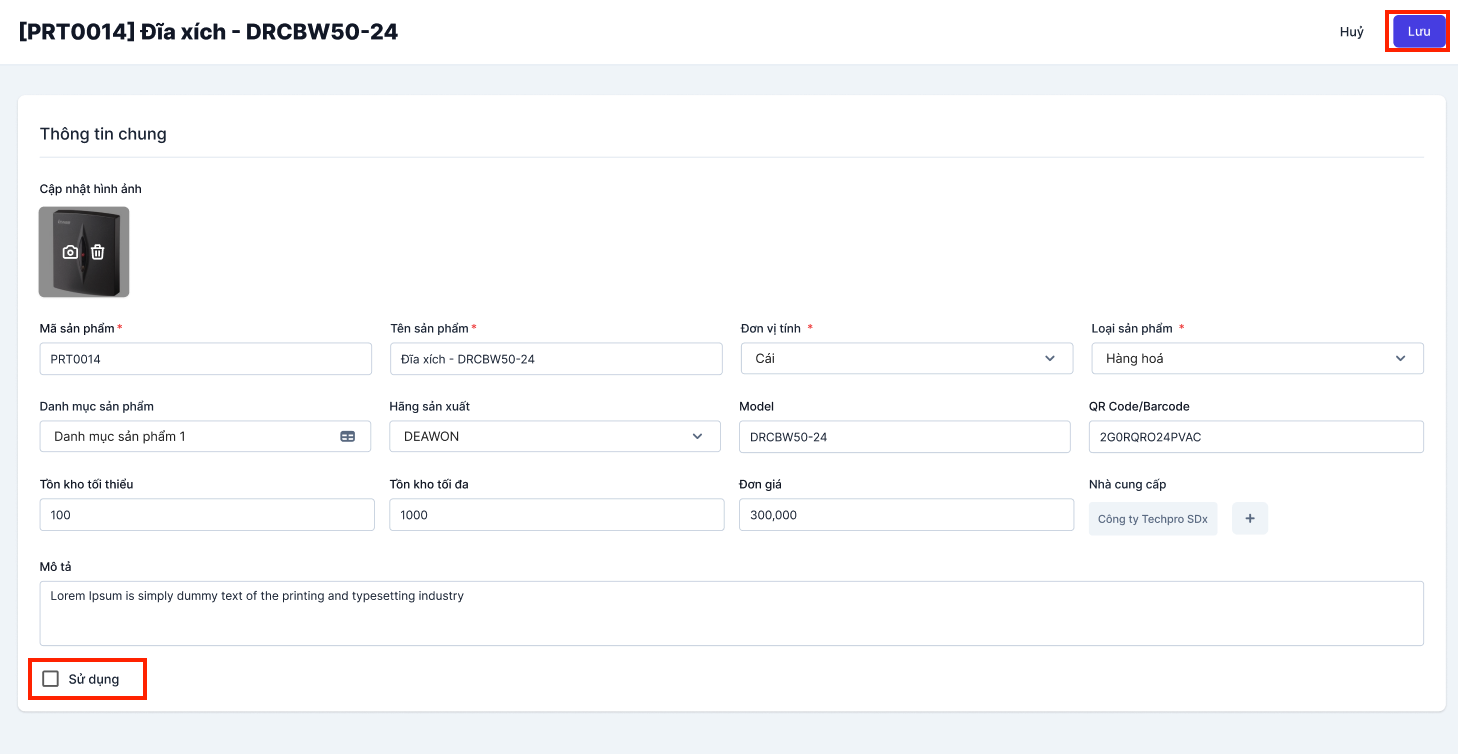 [PRT0014] Đĩa xích - DRCBW50-24
Huỷ
Lưu
Thông tin chung
Cập nhật hình ảnh
Mã sản phẩm *
Tên sản phẩm *
Đơn vị tính *
Loại sản phẩm *
PRT0014
Đĩa xích - DRCBW50-24
Cái
Hàng hoá
Danh mục sản phẩm
Hãng sản xuất
Model
QR Code/Barcode
Danh mục sản phẩm 1
DEAWON
DRCBW50-24
2G0RQRO24PVAC
Tồn kho tối thiểu
Tồn kho tối đa
Đơn giá
Nhà cung cấp
100
1000
300,000
Công ty Techpro SDx
+
Mô tả
Lorem Ipsum is simply dummy text of the printing and typesetting industry
Sử dụng